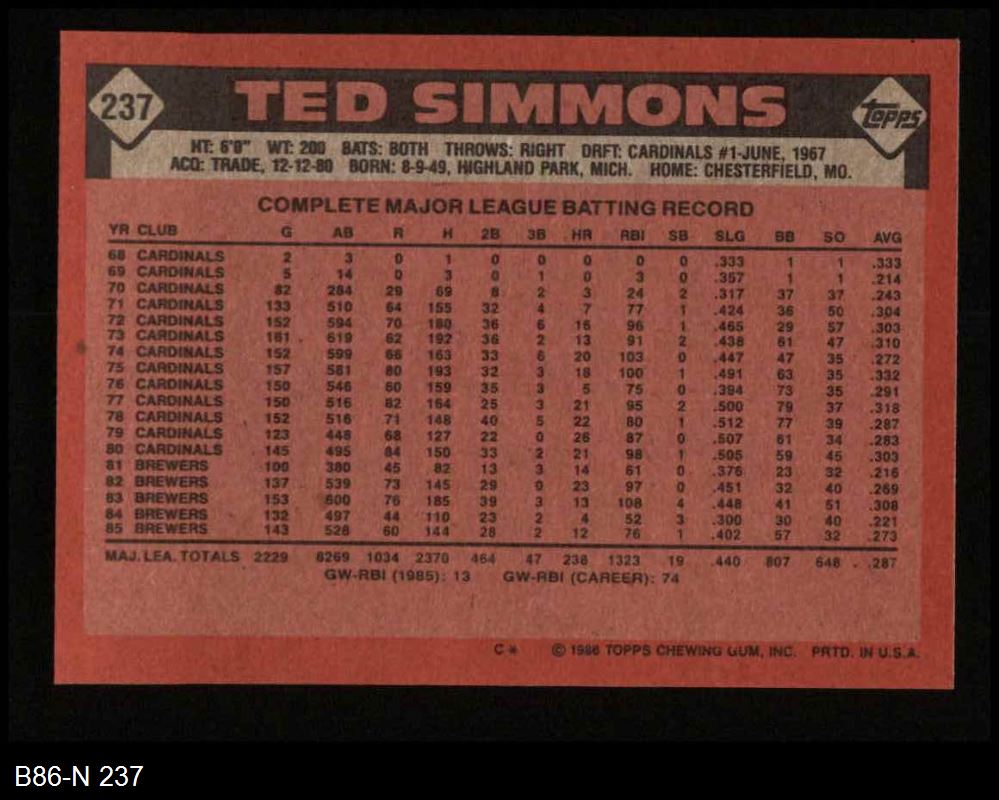 237 TED SIMMONS Topps
HT: 6'0" WT: 200 BATS: BOTH THROWS: RIGHT DRFT: CARDINALS #1-JUNE, 1967
ACQ: TRADE, 12-12-80 BORN: 8-9-49, HIGHLAND PARK, MICH. HOME: CHESTERFIELD, MO.
COMPLETE MAJOR LEAGUE BATTING RECORD
YR CLUB G AB R H 2B 3B HR RBI SB SLG BB SO AVG
68 CARDINALS 2 3 0 1 0 0 0 0 0 .333 1 1 .333
69 CARDINALS 5 14 0 3 0 1 0 3 0 .357 1 1 .214
70 CARDINALS 82 284 29 69 8 2 3 24 2 .317 37 37 .243
71 CARDINALS 133 510 64 155 32 4 7 77 1 .424 36 50 .304
72 CARDINALS 152 594 70 180 36 6 16 96 1 .465 29 57 .303
73 CARDINALS 161 619 62 192 36 2 13 91 2 .438 61 47 .310
74 CARDINALS 152 599 66 163 33 6 20 103 0 .447 47 35 .272
75 CARDINALS 157 581 80 193 32 3 18 100 1 .491 63 35 .332
76 CARDINALS 150 546 60 159 35 3 5 75 0 .394 73 35 .291
77 CARDINALS 150 516 82 164 25 3 21 95 2 .500 79 37 .318
78 CARDINALS 152 516 71 148 40 5 22 80 1 .512 77 39 .287
79 CARDINALS 123 448 68 127 22 0 26 87 0 .507 61 34 .283
80 CARDINALS 145 495 84 150 33 2 21 98 1 .505 59 45 .303
81 BREWERS 100 380 45 82 13 3 14 61 0 .376 23 32 .216
82 BREWERS 137 539 73 145 29 0 23 97 0 .451 32 40 .269
83 BREWERS 153 600 76 185 39 3 13 108 4 .448 41 51 .308
84 BREWERS 132 497 44 110 23 2 4 52 3 .300 30 40 .221
85 BREWERS 143 528 60 144 28 2 12 76 1 .402 57 32 .273
MAJ. LEA. TOTALS 2229 8269 1034 2370 464 47 238 1323 19 .440 807 648 .287
GW-RBI (1985): 13 GW-RBI (CAREER): 74
C* © 1986 TOPPS CHEWING GUM, INC. PRTD. IN U.S.A.
B86-N 237